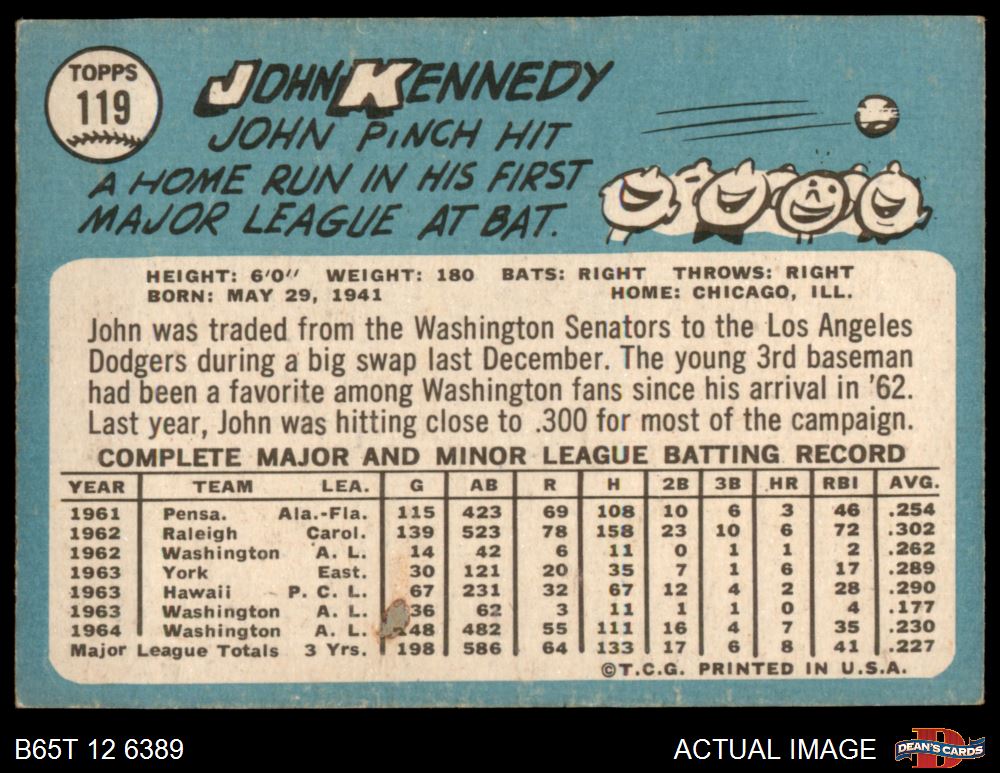 TOPPS
119
JOHN KENNEDY
JOHN PINCH HIT
A HOME RUN IN HIS FIRST
MAJOR LEAGUE AT BAT.
HEIGHT: 6'0" WEIGHT: 180 BATS: RIGHT THROWS: RIGHT
BORN: MAY 29, 1941 HOME: CHICAGO, ILL.
John was traded from the Washington Senators to the Los Angeles
Dodgers during a big swap last December. The young 3rd baseman
had been a favorite among Washington fans since his arrival in '62.
Last year, John was hitting close to .300 for most of the campaign.
COMPLETE MAJOR AND MINOR LEAGUE BATTING RECORD
YEAR TEAM LEA. G AB R H 2B 3B HR RBI AVG.
1961 Pensa. Ala.-Fla. 115 423 69 108 10 6 3 46 .254
1962 Raleigh Carol. 139 523 78 158 23 10 6 72 .302
1962 Washington A. L. 14 42 6 11 0 1 1 2 .262
1963 York East. 30 121 20 35 7 1 6 17 .289
1963 Hawaii P. C. L. 67 231 32 67 12 4 2 28 .290
1963 Washington A. L. 36 62 3 11 1 1 0 4 .177
1964 Washington A. L. 148 482 55 111 16 4 7 35 .230
Major League Totals 3 Yrs. 198 586 64 133 17 6 8 41 .227
©T.C.G. PRINTED IN U.S.A.
B65T 12 6389 ACTUAL IMAGE DEAN'S CARDS